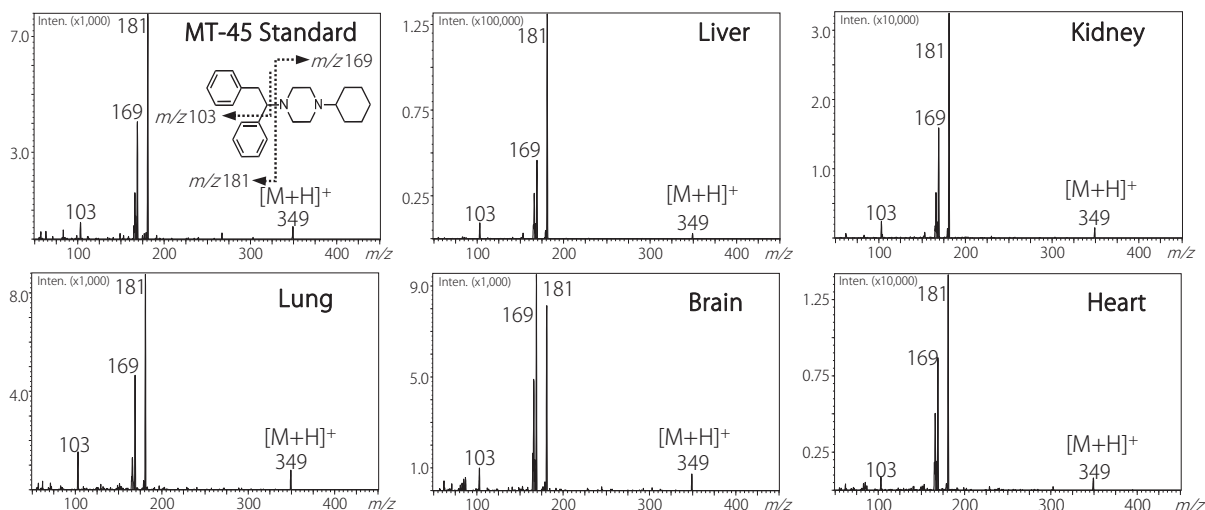 Inten. (x1,000)
MT-45 Standard
7.0
3.0
181
169
103
m/z169
m/z103
m/z181
N
N
[M+H]+
349
100
200
300
400
m/z
Inten. (x100,000)
Liver
1.25
0.75
0.25
181
169
103
[M+H]+
349
100
200
300
400
m/z
Inten. (x10,000)
Kidney
3.0
2.0
1.0
181
169
103
[M+H]+
349
100
200
300
400
m/z
Inten. (x1,000)
Lung
8.0
4.0
181
169
103
[M+H]+
349
100
200
300
400
m/z
Inten. (x1,000)
Brain
9.0
5.0
1.0
181
169
103
[M+H]+
349
100
200
300
400
m/z
Inten. (x10,000)
Heart
1.25
0.75
0.25
181
169
103
[M+H]+
349
100
200
300
400
m/z